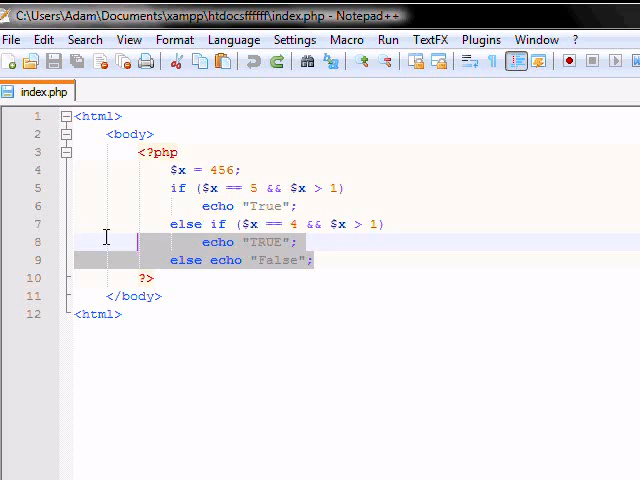 C:\Users\Adam\Documents\xampp\htdocsffffff\index.php - Notepad++
File Edit Search View Format Language Settings Macro Run TextFX Plugins Window ?
index.php
1 <html>
2 <body>
3 <?php
4 $x = 456;
5 if ($x == 5 && $x > 1)
6 echo "True";
7 else if ($x == 4 && $x > 1)
8 echo "TRUE";
9 else echo "False";
10 ?>
11 </body>
12 <html>